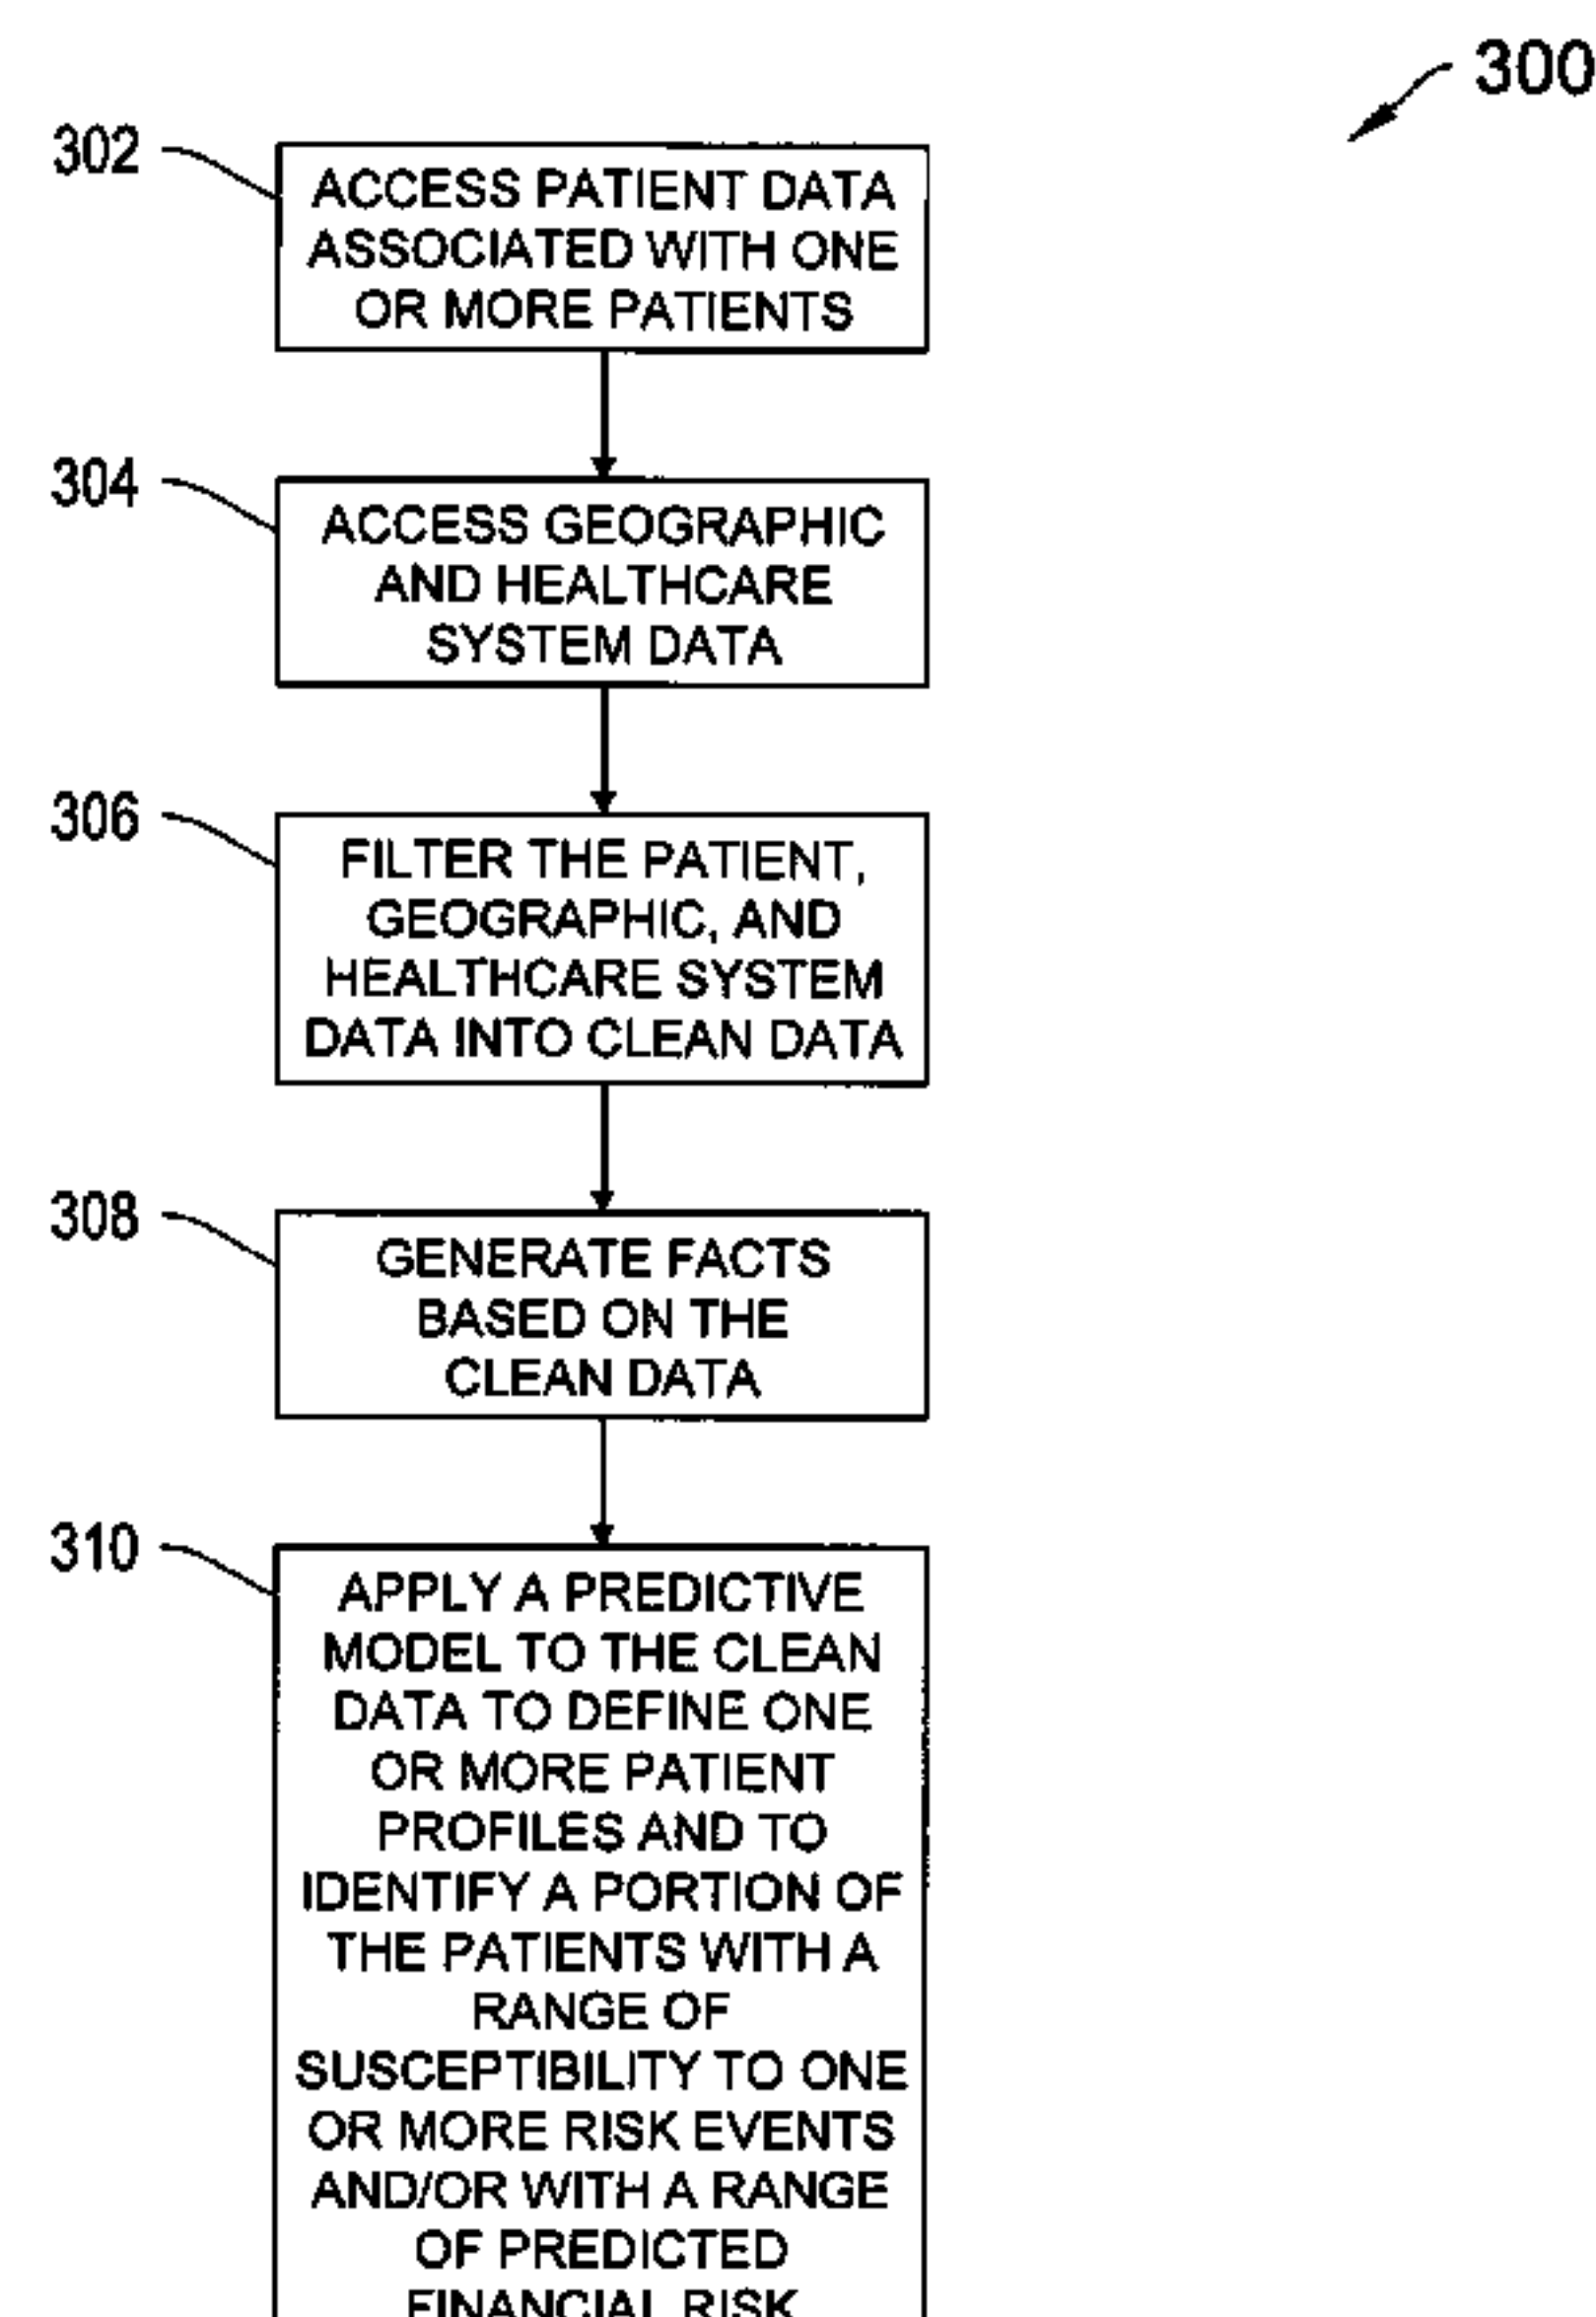 300
302
ACCESS PATIENT DATA
ASSOCIATED WITH ONE
OR MORE PATIENTS
304
ACCESS GEOGRAPHIC
AND HEALTHCARE
SYSTEM DATA
306
FILTER THE PATIENT,
GEOGRAPHIC, AND
HEALTHCARE SYSTEM
DATA INTO CLEAN DATA
308
GENERATE FACTS
BASED ON THE
CLEAN DATA
310
APPLY A PREDICTIVE
MODEL TO THE CLEAN
DATA TO DEFINE ONE
OR MORE PATIENT
PROFILES AND TO
IDENTIFY A PORTION OF
THE PATIENTS WITH A
RANGE OF
SUSCEPTIBILITY TO ONE
OR MORE RISK EVENTS
AND/OR WITH A RANGE
OF PREDICTED
FINANCIAL RISK